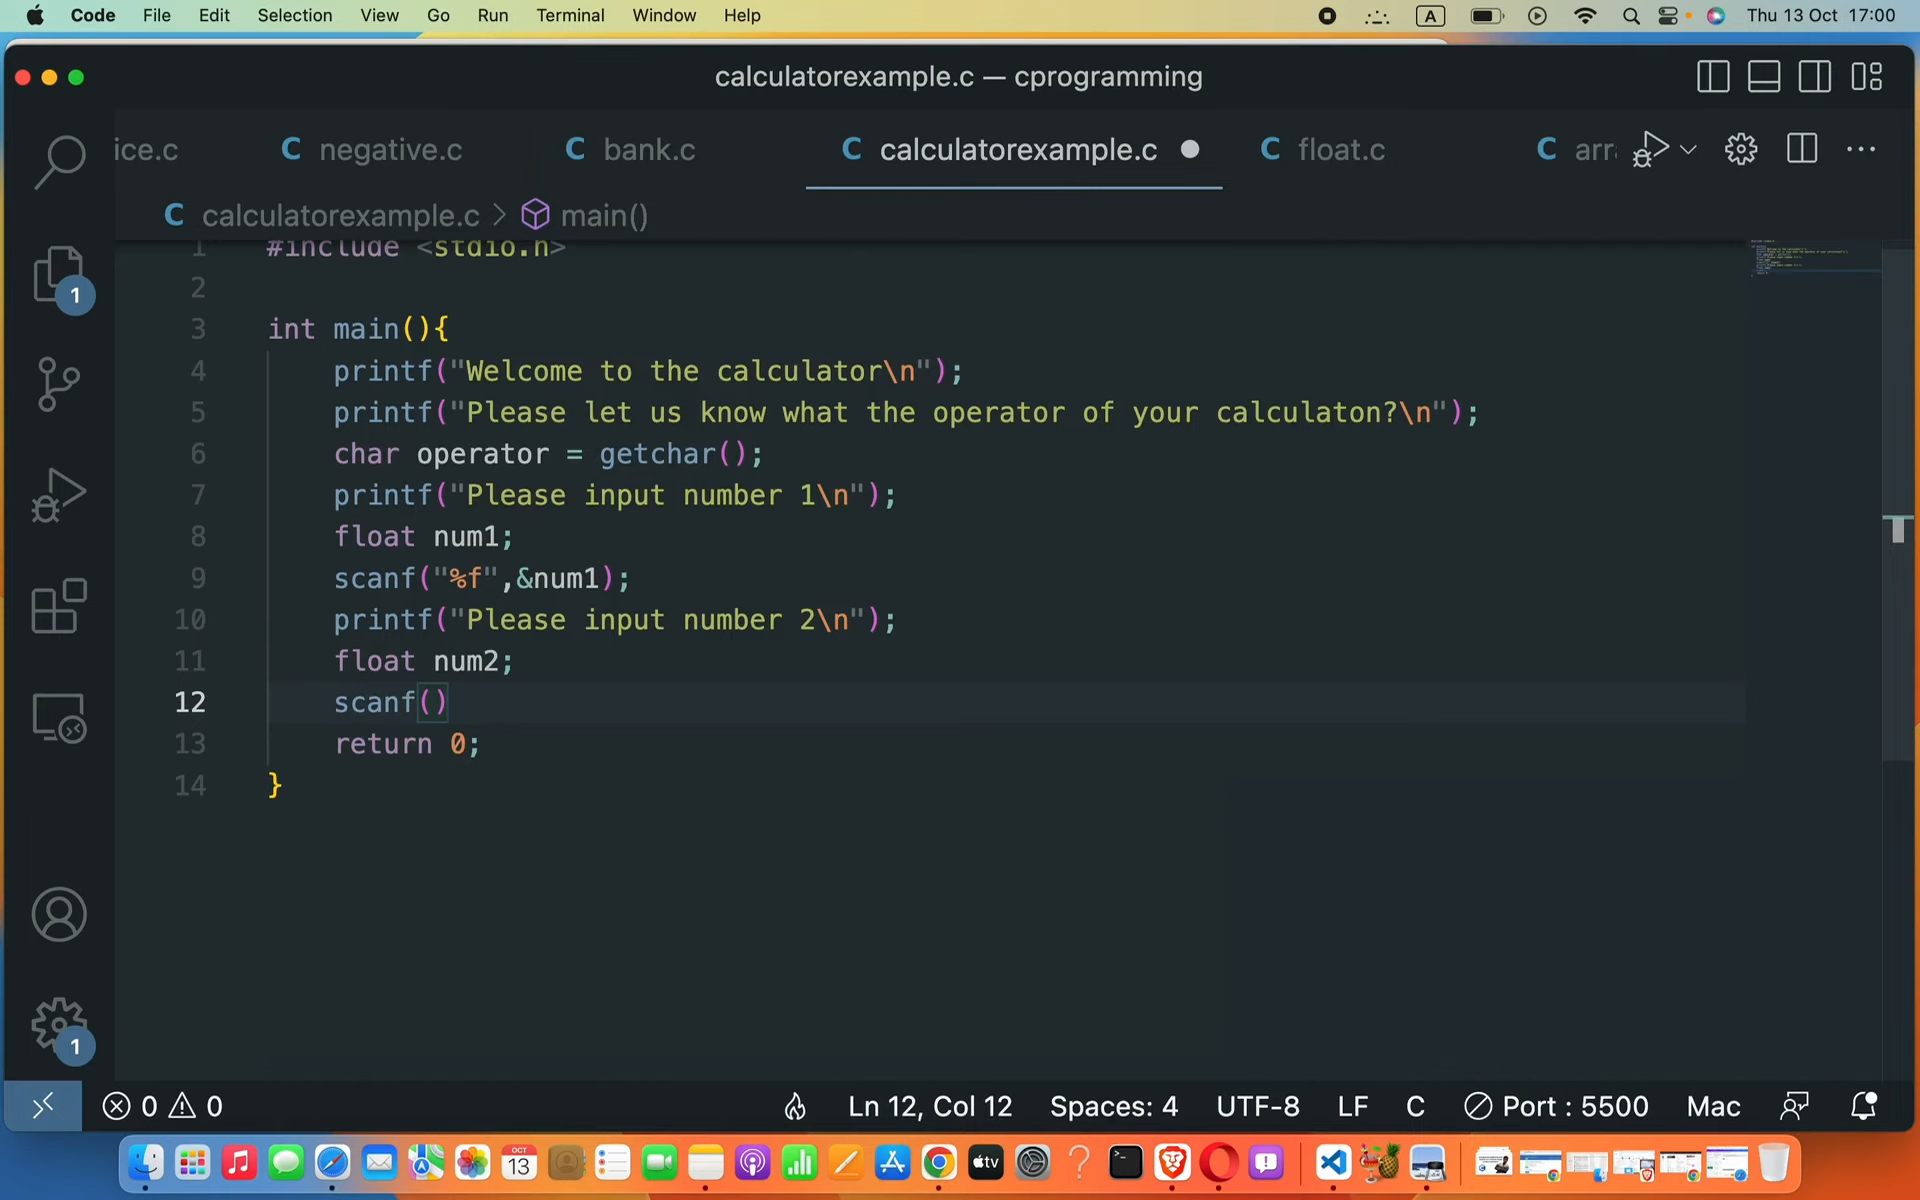 Code File Edit Selection View Go Run Terminal Window Help A Thu 13 Oct 17:00
calculatorexample.c — cprogramming
ice.c C negative.c C bank.c C calculatorexample.c C float.c C arr
C calculatorexample.c > main()
1 #include <stdio.h>
2
3 int main(){
4 printf("Welcome to the calculator\n");
5 printf("Please let us know what the operator of your calculaton?\n");
6 char operator = getchar();
7 printf("Please input number 1\n");
8 float num1;
9 scanf("%f",&num1);
10 printf("Please input number 2\n");
11 float num2;
12 scanf()
13 return 0;
14 }
1
1
0 0 Ln 12, Col 12 Spaces: 4 UTF-8 LF C Port : 5500 Mac
OCT
13
tv